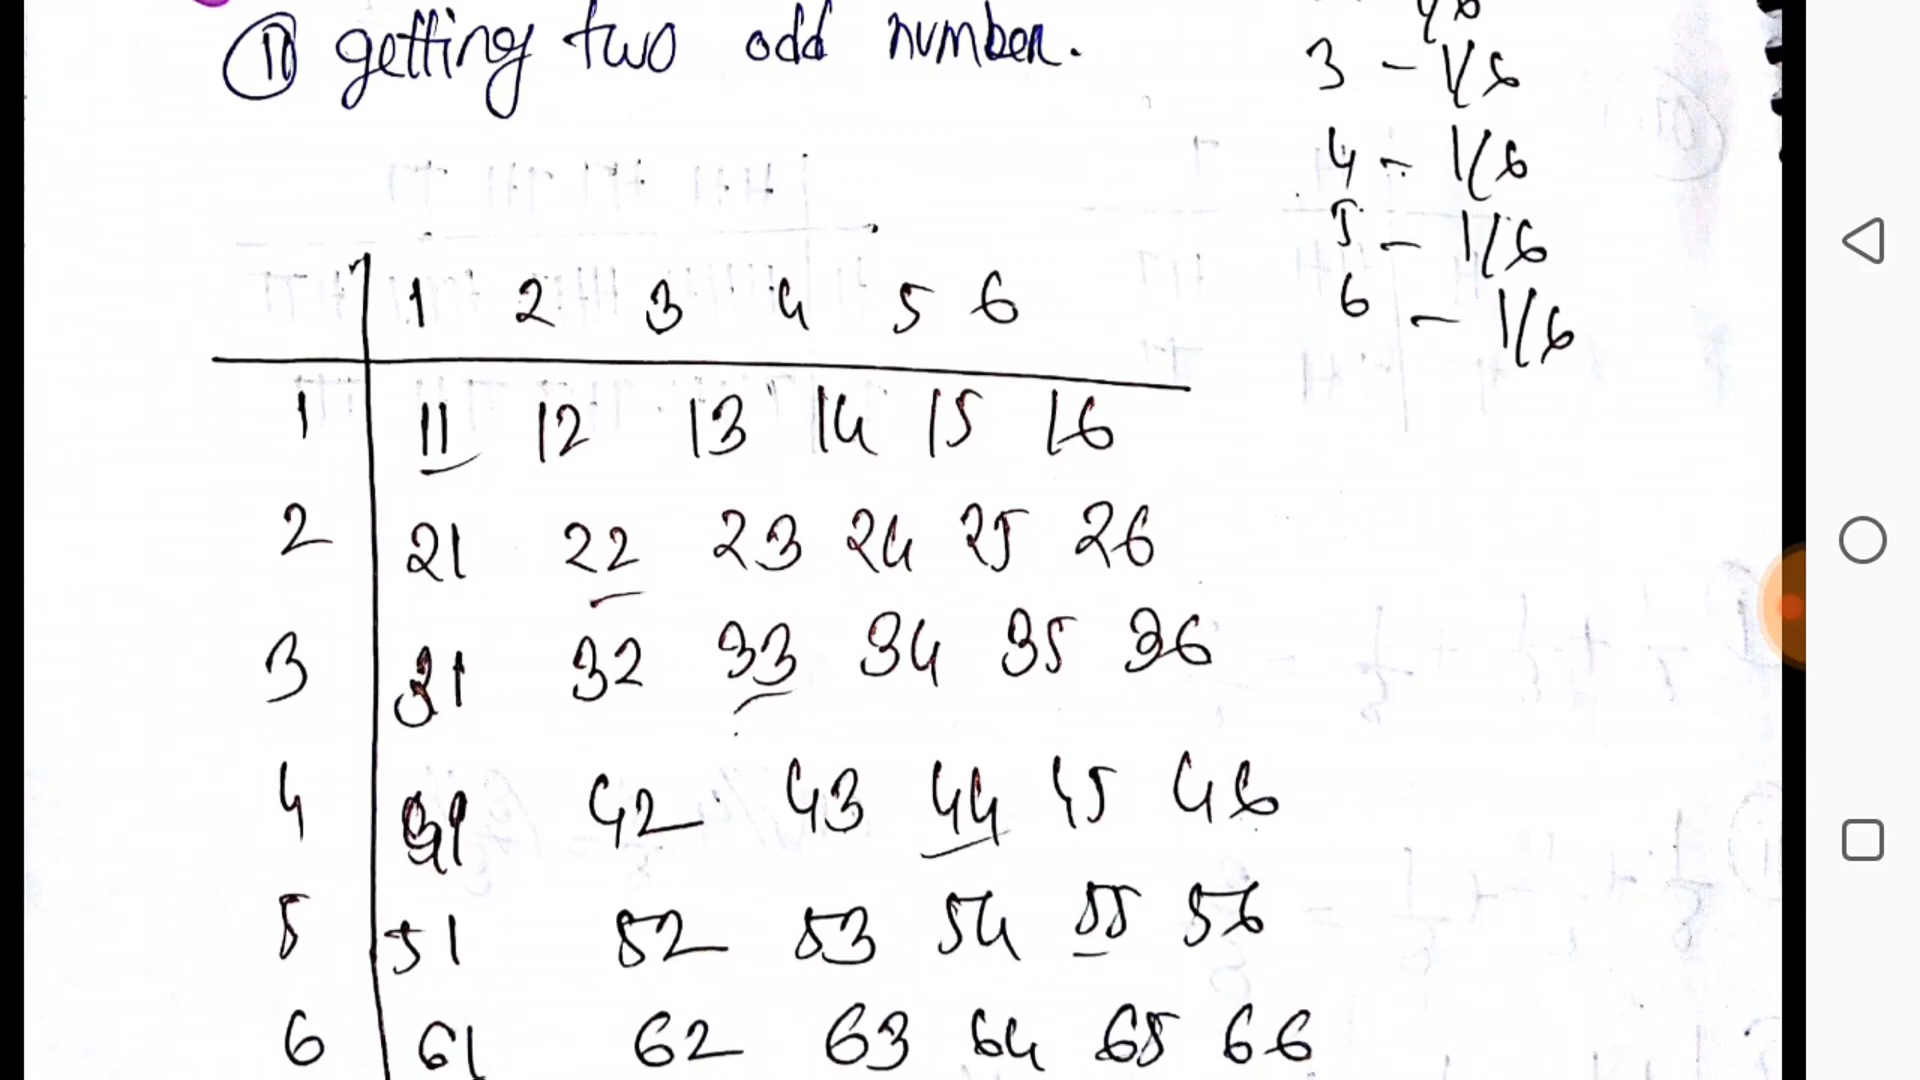 ii getting two odd number.
3 - 1/6
4 - 1/6
5 - 1/6
6 - 1/6
1 2 3 4 5 6
1 11 12 13 14 15 16
2 21 22 23 24 25 26
3 31 32 33 34 35 36
4 41 42 43 44 45 46
5 51 52 53 54 55 56
6 61 62 63 64 65 66